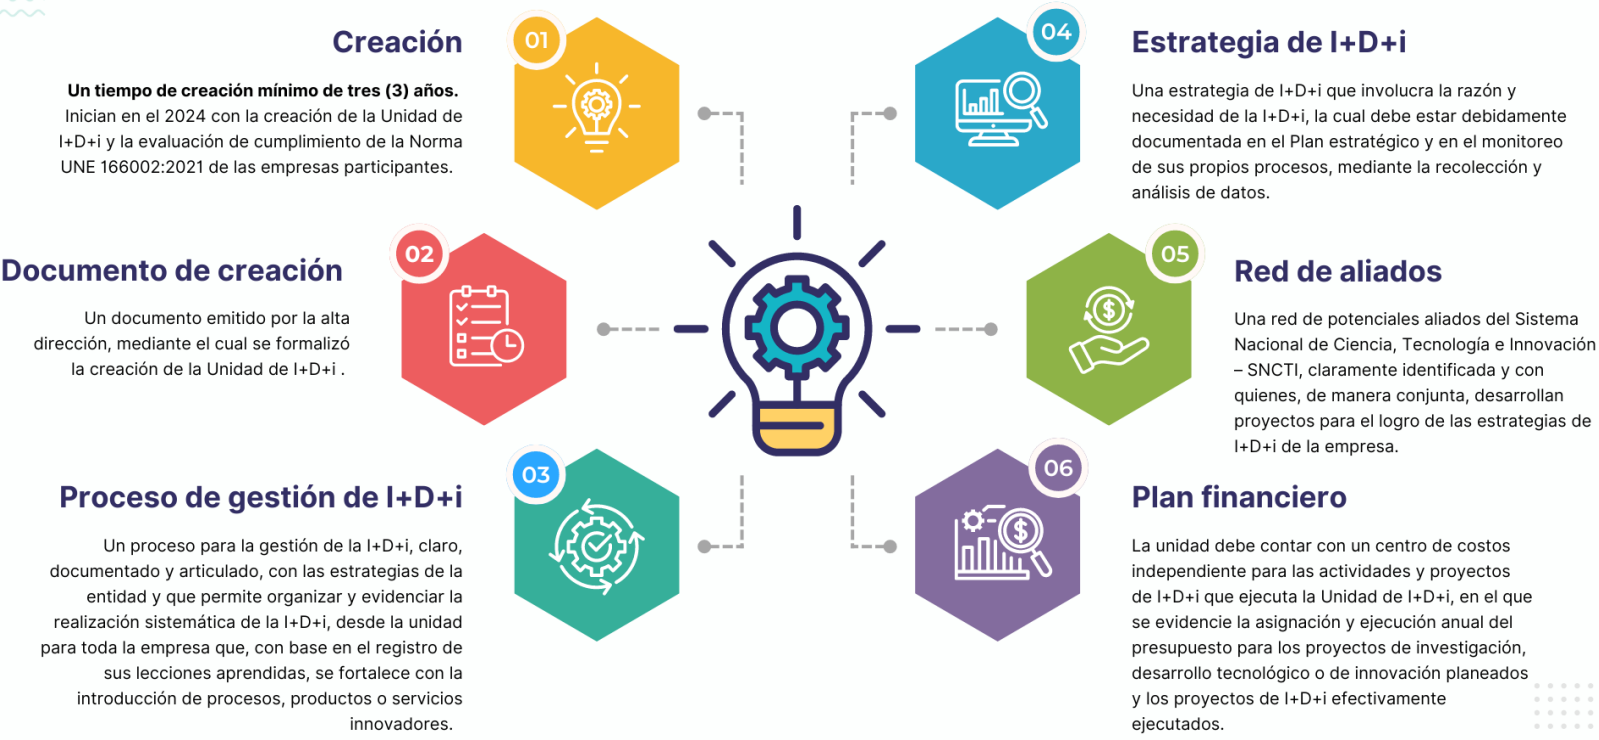 01
Creación
Un tiempo de creación mínimo de tres (3) años.
Inician en el 2024 con la creación de la Unidad de
I+D+i y la evaluación de cumplimiento de la Norma
UNE 166002:2021 de las empresas participantes.
02
Documento de creación
Un documento emitido por la alta
dirección, mediante el cual se formalizó
la creación de la Unidad de I+D+i .
03
Proceso de gestión de I+D+i
Un proceso para la gestión de la I+D+i, claro,
documentado y articulado, con las estrategias de la
entidad y que permite organizar y evidenciar la
realización sistemática de la I+D+i, desde la unidad
para toda la empresa que, con base en el registro de
sus lecciones aprendidas, se fortalece con la
introducción de procesos, productos o servicios
innovadores.
04
Estrategia de I+D+i
Una estrategia de I+D+i que involucra la razón y
necesidad de la I+D+i, la cual debe estar debidamente
documentada en el Plan estratégico y en el monitoreo
de sus propios procesos, mediante la recolección y
análisis de datos.
05
Red de aliados
Una red de potenciales aliados del Sistema
Nacional de Ciencia, Tecnología e Innovación
– SNCTI, claramente identificada y con
quienes, de manera conjunta, desarrollan
proyectos para el logro de las estrategias de
I+D+i de la empresa.
$
06
Plan financiero
La unidad debe contar con un centro de costos
independiente para las actividades y proyectos
de I+D+i que ejecuta la Unidad de I+D+i, en el que
se evidencie la asignación y ejecución anual del
presupuesto para los proyectos de investigación,
desarrollo tecnológico o de innovación planeados
y los proyectos de I+D+i efectivamente
ejecutados.
$